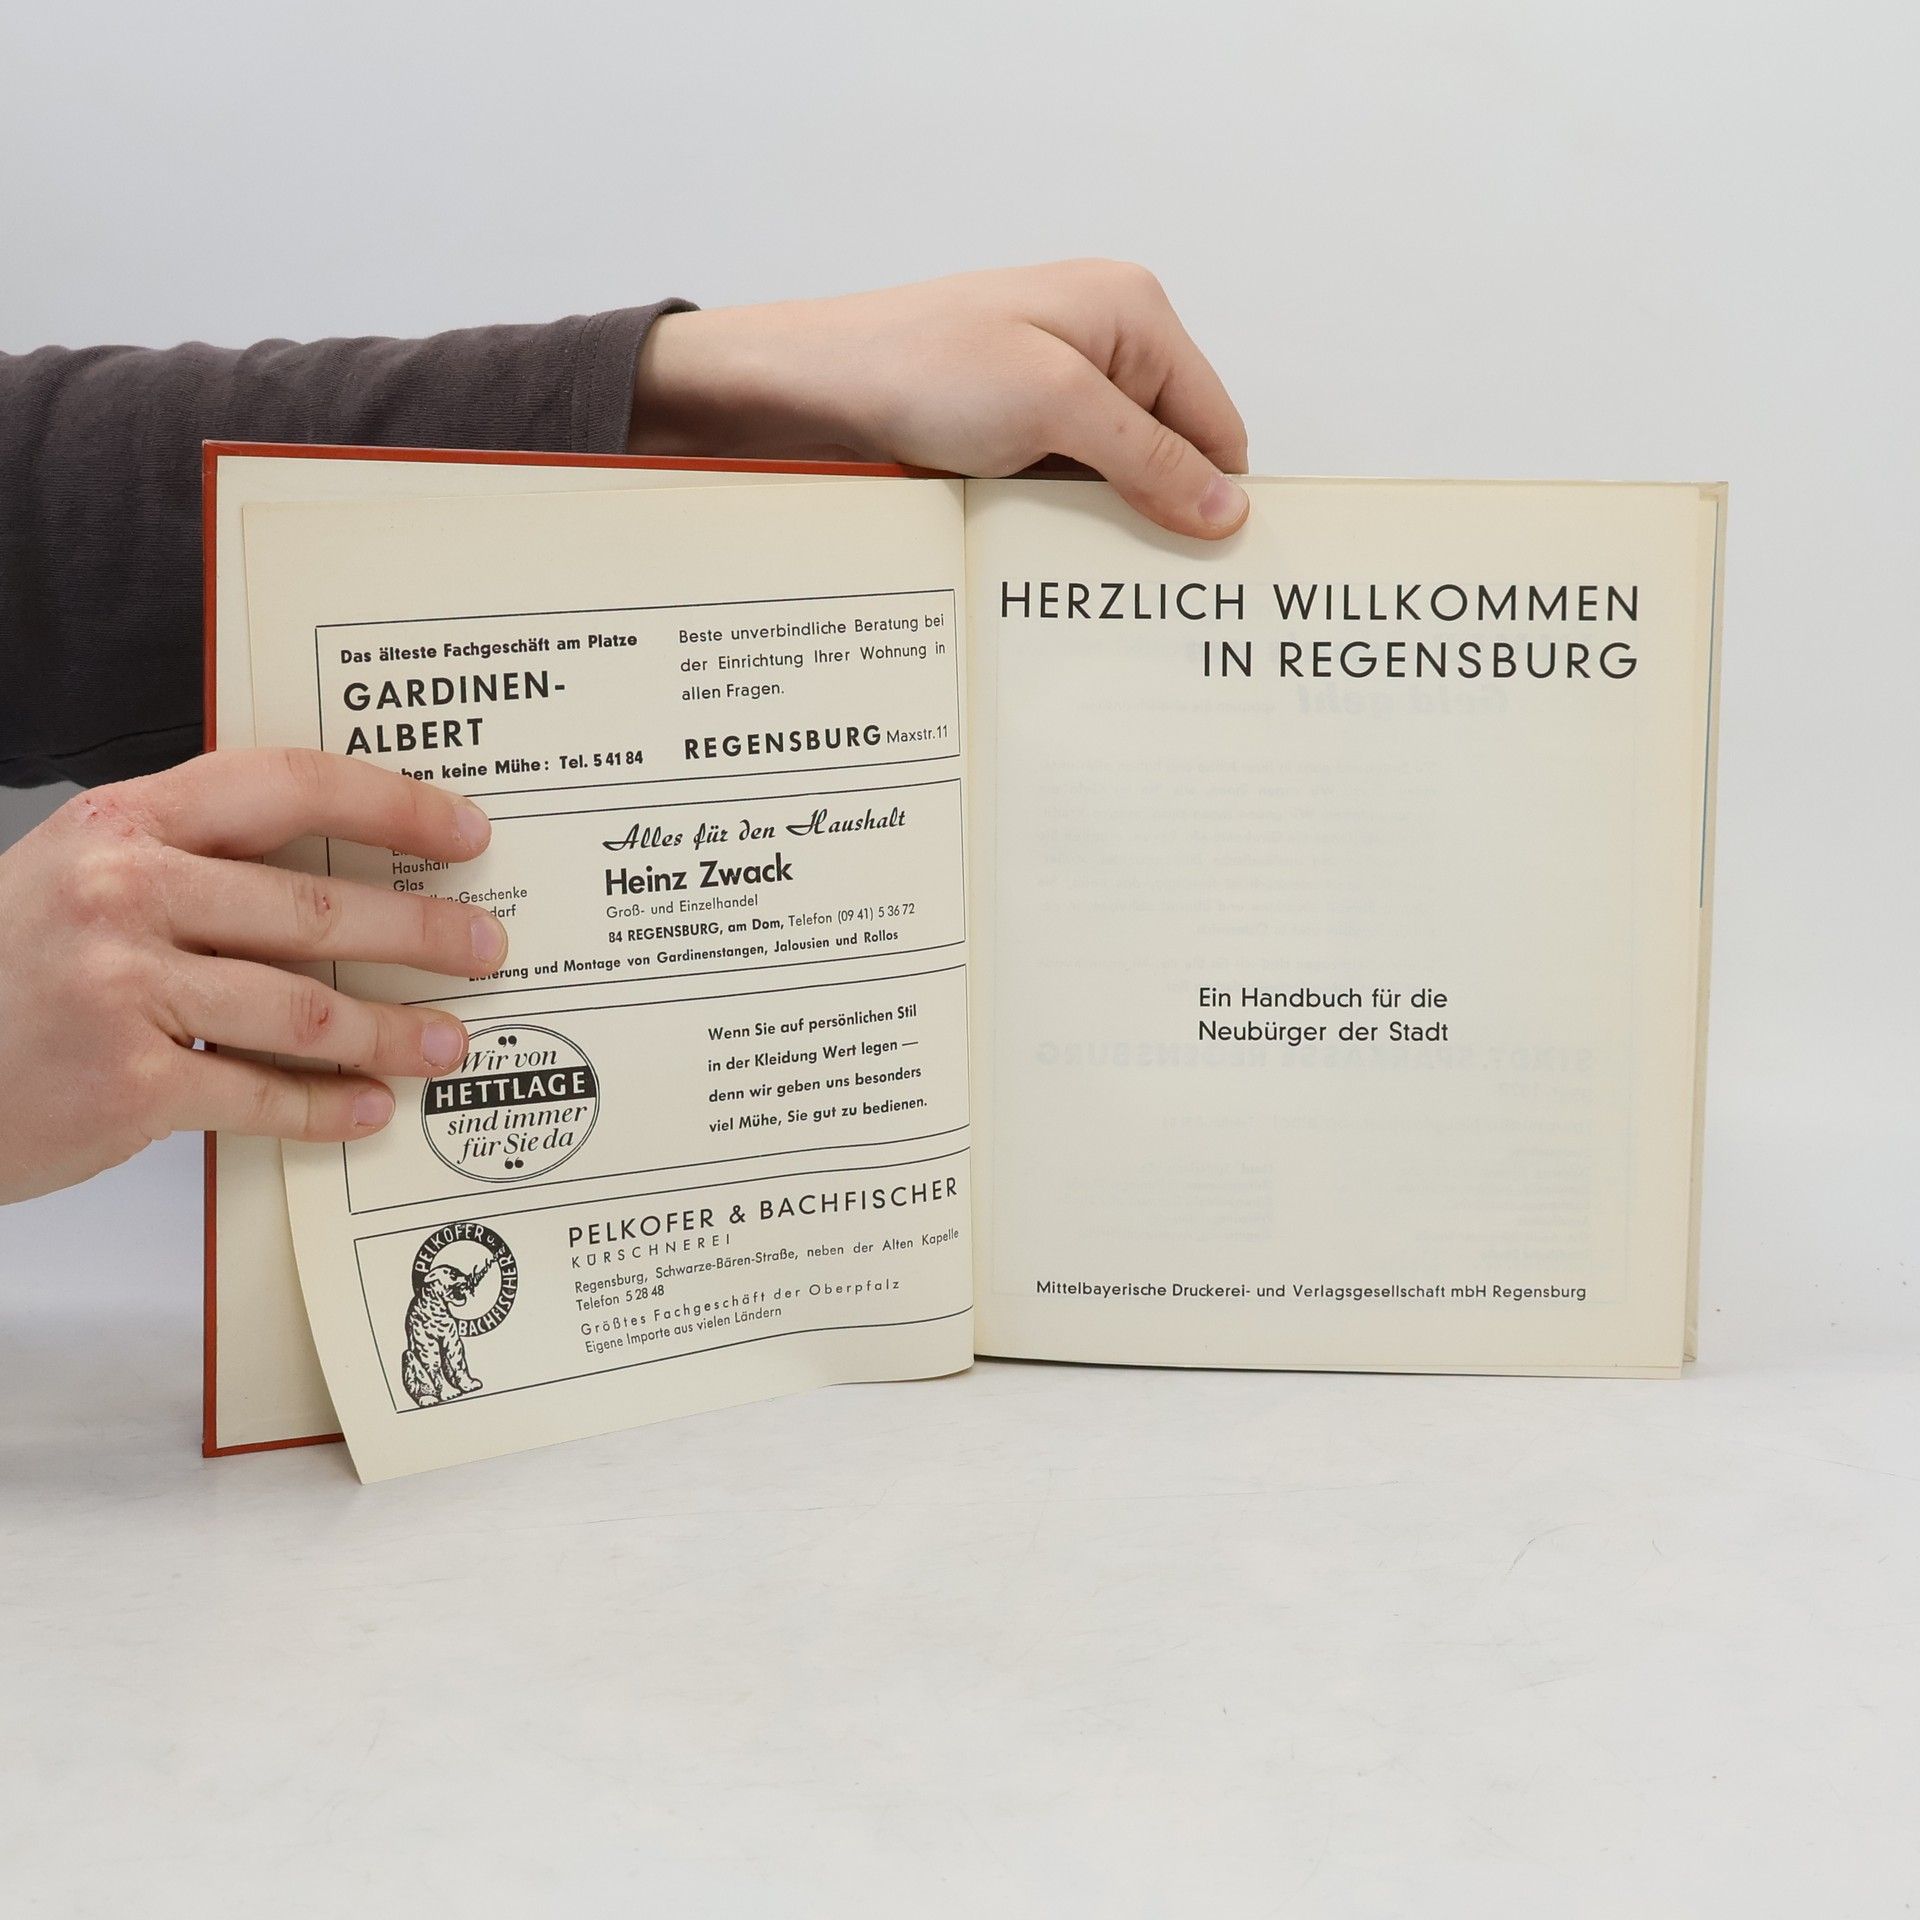 Das älteste Fachgeschäft am Platze
GARDINEN-
ALBERT
keine Mühe: Tel. 5 41 84
Beste unverbindliche Beratung bei
der Einrichtung Ihrer Wohnung in
allen Fragen.
REGENSBURG Maxstr. 11
Haushalt
Glas
-Geschenke
Alles für den Haushalt
Heinz Zwack
Groß- und Einzelhandel
84 REGENSBURG, am Dom, Telefon (09 41) 5 36 72
Lieferung und Montage von Gardinenstangen, Jalousien und Rollos
„Wir von
HETTLAGE
sind immer
für Sie da
“
Wenn Sie auf persönlichen Stil
in der Kleidung Wert legen —
denn wir geben uns besonders
viel Mühe, Sie gut zu bedienen.
PELKOFER u.
BACHFISCHER
PELKOFER & BACHFISCHER
KÜRSCHNEREI
Regensburg, Schwarze-Bären-Straße, neben der Alten Kapelle
Telefon 5 28 48
Größtes Fachgeschäft der Oberpfalz
Eigene Importe aus vielen Ländern
HERZLICH WILLKOMMEN
IN REGENSBURG
Ein Handbuch für die
Neubürger der Stadt
Mittelbayerische Druckerei- und Verlagsgesellschaft mbH Regensburg